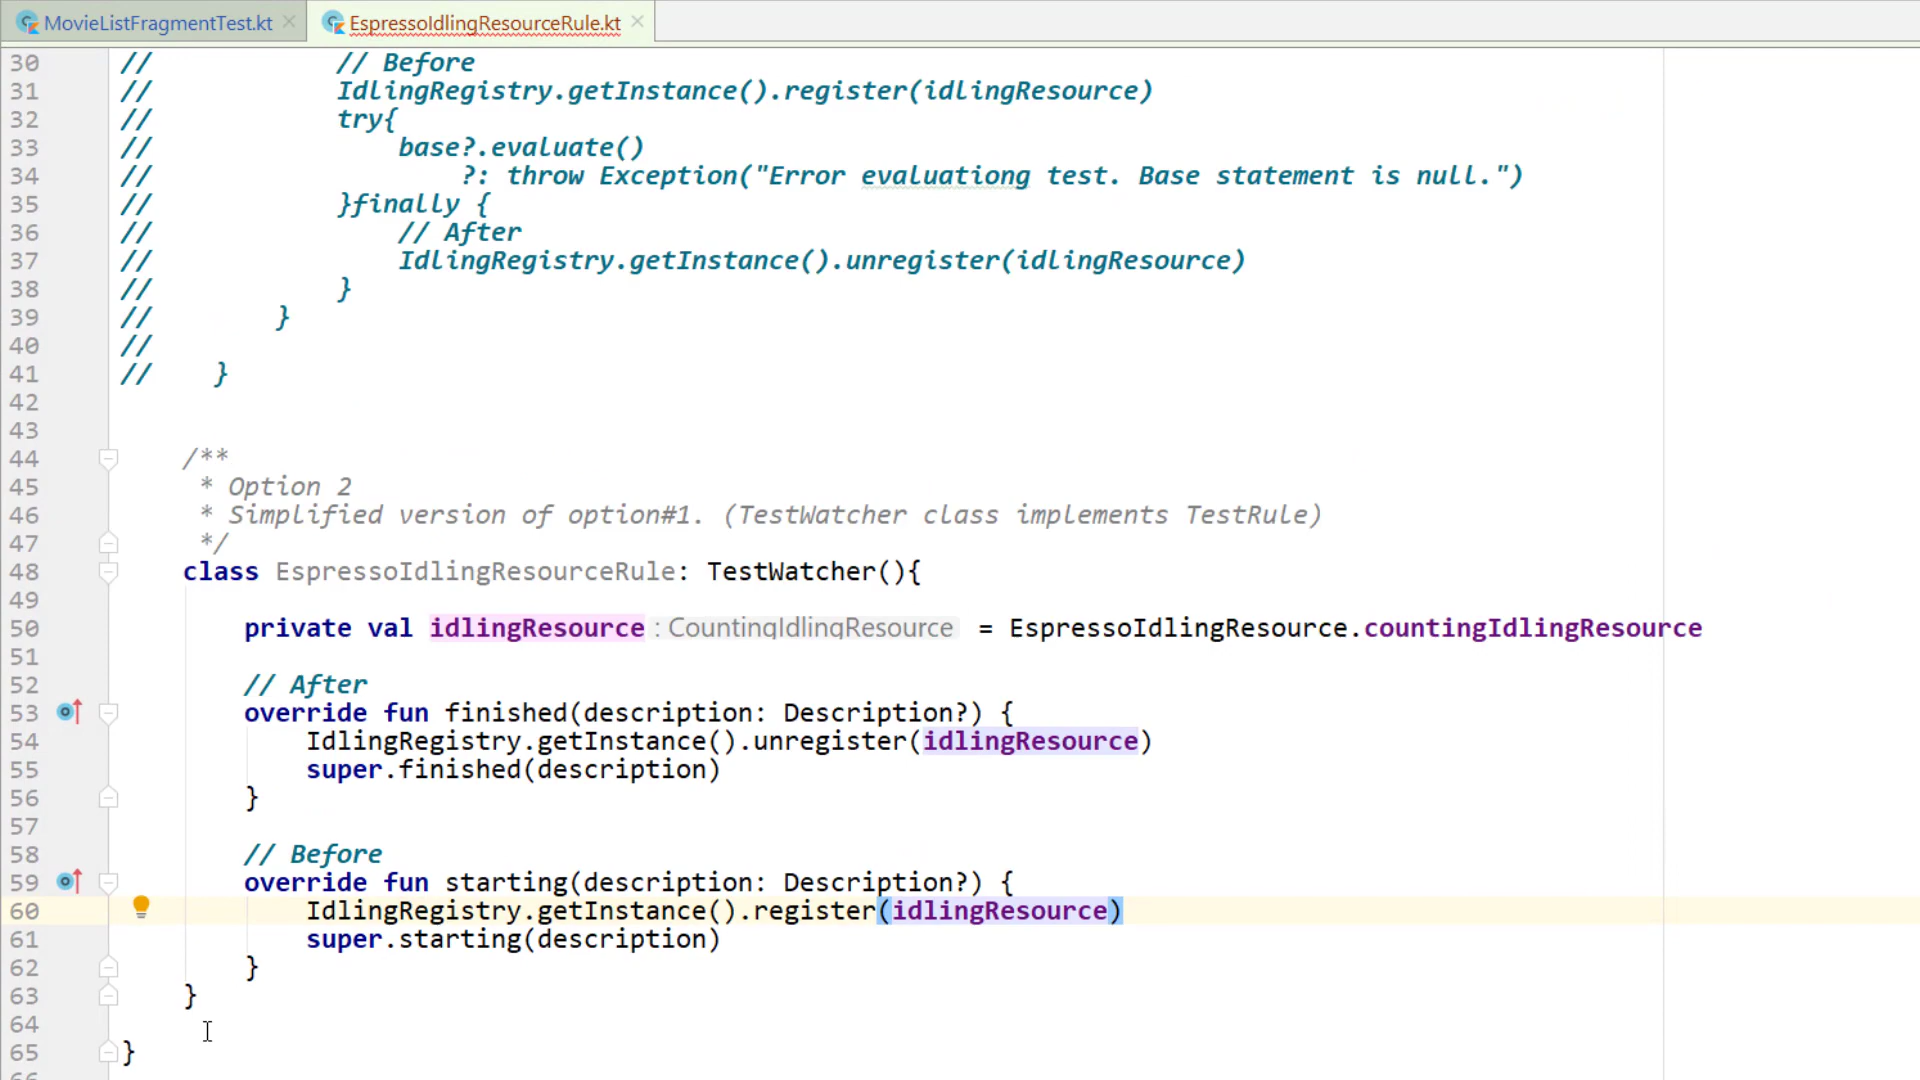 MovieListFragmentTest.kt
EspressoIdlingResourceRule.kt
30 // // Before
31 // IdlingRegistry.getInstance().register(idlingResource)
32 // try{
33 // base?.evaluate()
34 // ?: throw Exception("Error evaluationg test. Base statement is null.")
35 // }finally {
36 // // After
37 // IdlingRegistry.getInstance().unregister(idlingResource)
38 // }
39 // }
40 //
41 // }
42
43
44 /**
45 * Option 2
46 * Simplified version of option#1. (TestWatcher class implements TestRule)
47 */
48 class EspressoIdlingResourceRule: TestWatcher(){
49
50 private val idlingResource : CountingIdlingResource = EspressoIdlingResource.countingIdlingResource
51
52 // After
53 override fun finished(description: Description?) {
54 IdlingRegistry.getInstance().unregister(idlingResource)
55 super.finished(description)
56 }
57
58 // Before
59 override fun starting(description: Description?) {
60 IdlingRegistry.getInstance().register(idlingResource)
61 super.starting(description)
62 }
63 }
64
65 }
66